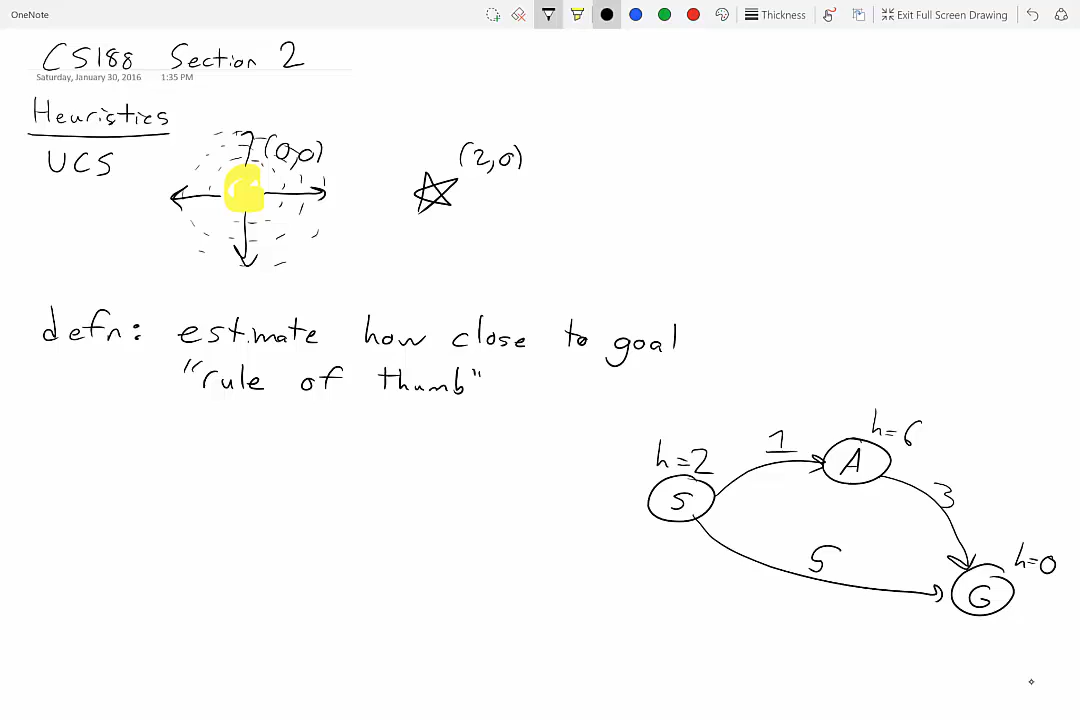 OneNote
Thickness
Exit Full Screen Drawing
CS188 Section 2
Saturday, January 30, 2016 1:35 PM
Heuristics
UCS
(0,0)
(2,0)
defn: estimate how close to goal
"rule of thumb"
h=6
1
h=2
A
S
3
5
h=0
G